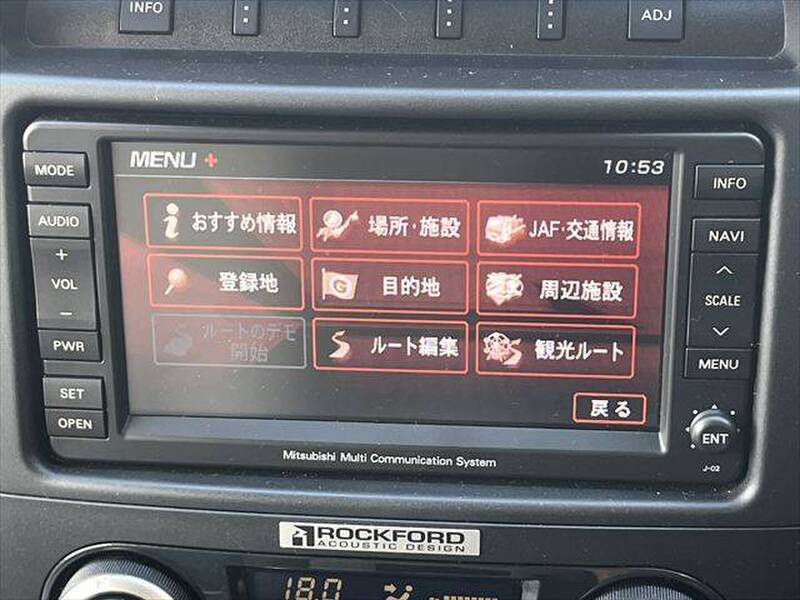 INFO
ADJ
MENU
10:53
MODE
AUDIO
+
VOL
−
PWR
SET
OPEN
おすすめ情報
場所・施設
JAF・交通情報
登録地
G
目的地
周辺施設
ルートのデモ
開始
ルート編集
観光ルート
戻る
INFO
NAVI
SCALE
MENU
ENT
J-02
Mitsubishi Multi Communication System
ROCKFORD
ACOUSTIC DESIGN
18.0